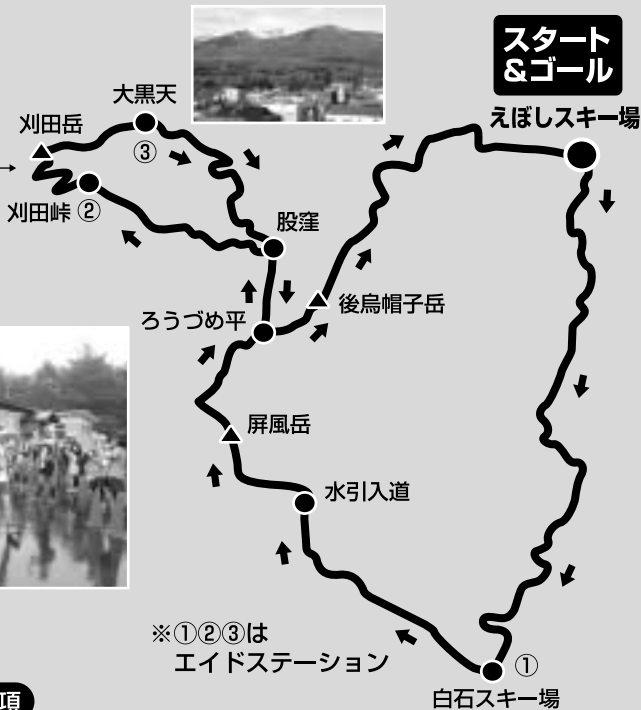 スタート
&ゴール
えぼしスキー場
大黒天
刈田岳
③
刈田峠 ②
股窪
後烏帽子岳
ろうづめ平
屏風岳
水引入道
※①②③は
エイドステーション
①
白石スキー場
項